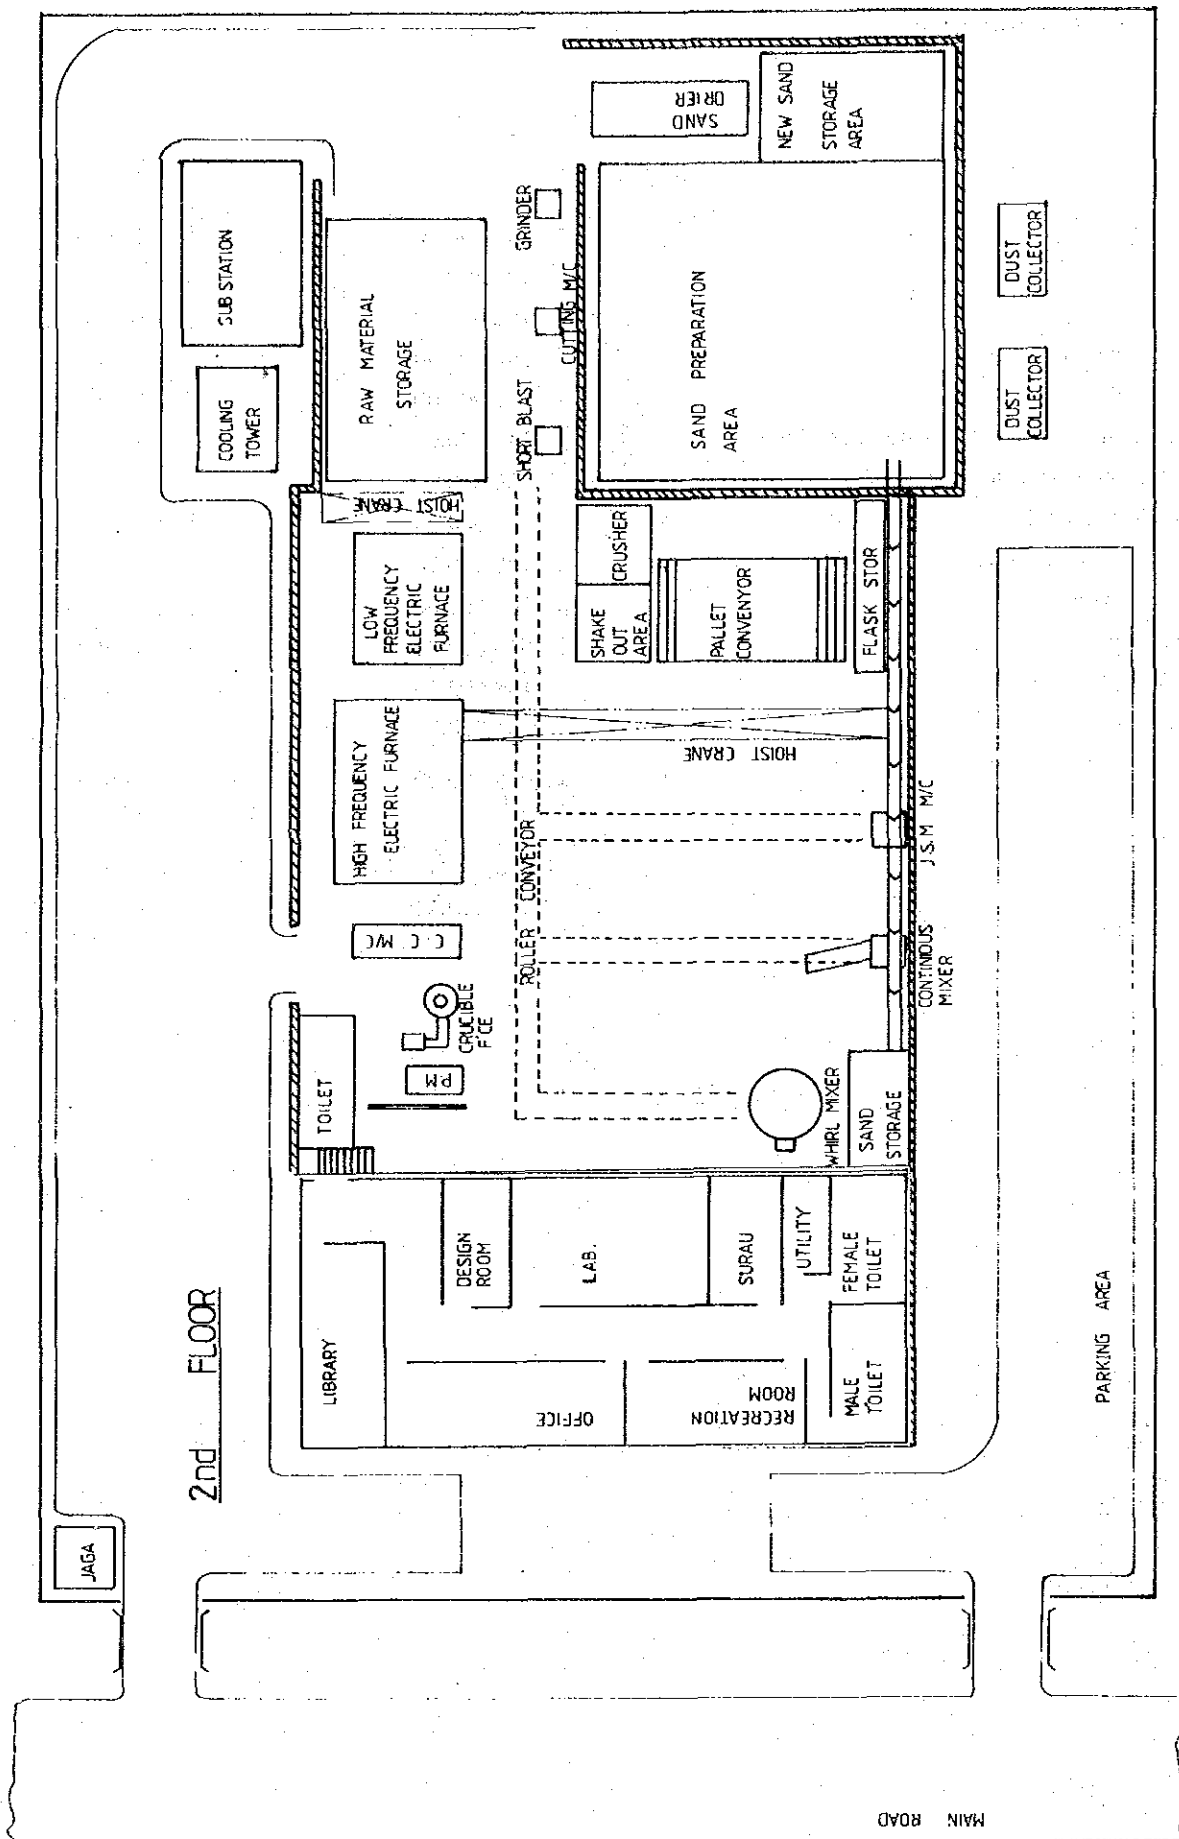 2nd FLOOR
JAGA
SUB STATION
COOLING
TOWER
RAW MATERIAL
STORAGE
HOIST CRANE
LOW
FREQUENCY
ELECTRIC
FURNACE
HIGH FREQUENCY
ELECTRIC FURNACE
C C M/C
CRUCIBLE
F'CE
P.M
TOILET
GRINDER
CUTTING M/C
SHORT BLAST
ROLLER CONVEYOR
SAND
DRIER
NEW SAND
STORAGE
AREA
SAND PREPARATION
AREA
DUST
COLLECTOR
DUST
COLLECTOR
CRUSHER
SHAKE
OUT
AREA
PALLET
CONVENYOR
FLASK STOR
HOIST CRANE
J.S.M M/C
CONTINIOUS
MIXER
WHIRL MIXER
SAND
STORAGE
LIBRARY
DESIGN
ROOM
LAB.
SURAU
UTILITY
FEMALE
TOILET
MALE
TOILET
OFFICE
RECREATION
ROOM
PARKING AREA
MAIN ROAD